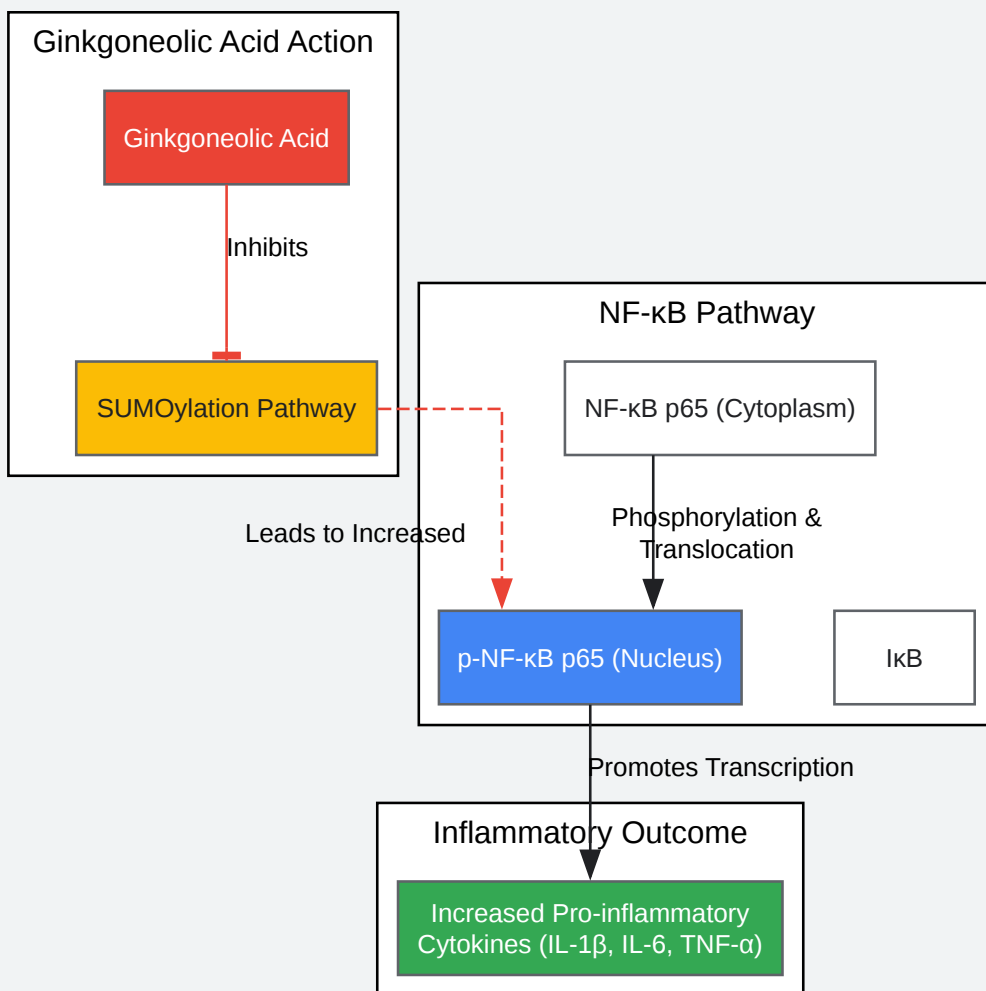 Ginkgoneolic Acid Action
Ginkgoneolic Acid
Inhibits
SUMOylation Pathway
NF-κB Pathway
NF-κB p65 (Cytoplasm)
Leads to Increased
Phosphorylation &
Translocation
p-NF-κB p65 (Nucleus)
IκB
Promotes Transcription
Inflammatory Outcome
Increased Pro-inflammatory
Cytokines (IL-1β, IL-6, TNF-α)